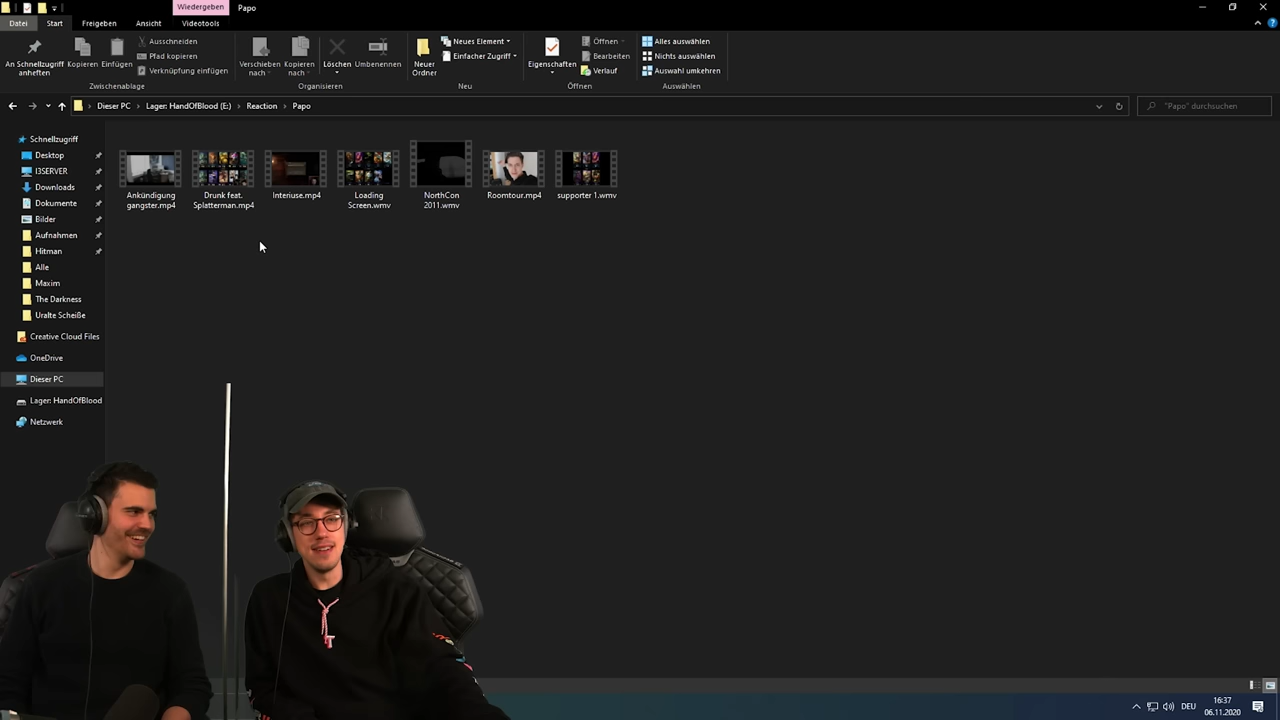 Wiedergeben Papo
Datei Start Freigeben Ansicht Videotools
An Schnellzugriff
anheften
Kopieren
Einfügen
Ausschneiden
Pfad kopieren
Verknüpfung einfügen
Zwischenablage
Verschieben
nach
Kopieren
nach
Löschen
Umbenennen
Organisieren
Neuer
Ordner
Neues Element
Einfacher Zugriff
Neu
Eigenschaften
Öffnen
Bearbeiten
Verlauf
Öffnen
Alles auswählen
Nichts auswählen
Auswahl umkehren
Auswählen
Dieser PC > Lager: HandOfBlood (E:) > Reaction > Papo
"Papo" durchsuchen
Schnellzugriff
Desktop
I3SERVER
Downloads
Dokumente
Bilder
Aufnahmen
Hitman
Alle
Maxim
The Darkness
Uralte Scheiße
Creative Cloud Files
OneDrive
Dieser PC
Lager: HandOfBlood
Netzwerk
Ankündigung
gangster.mp4
Drunk feat.
Splatterman.mp4
Interiuse.mp4
Loading
Screen.wmv
NorthCon
2011.wmv
Roomtour.mp4
supporter 1.wmv
DEU
16:37
06.11.2020